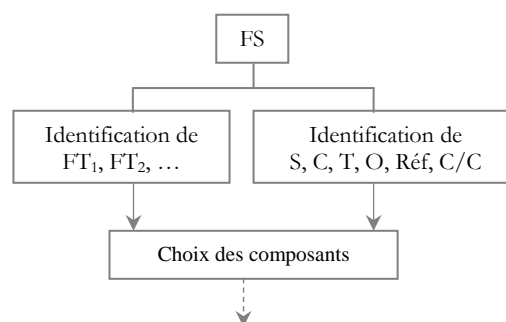 FS
Identification de
FT₁, FT₂, …
Identification de
S, C, T, O, Réf, C/C
Choix des composants